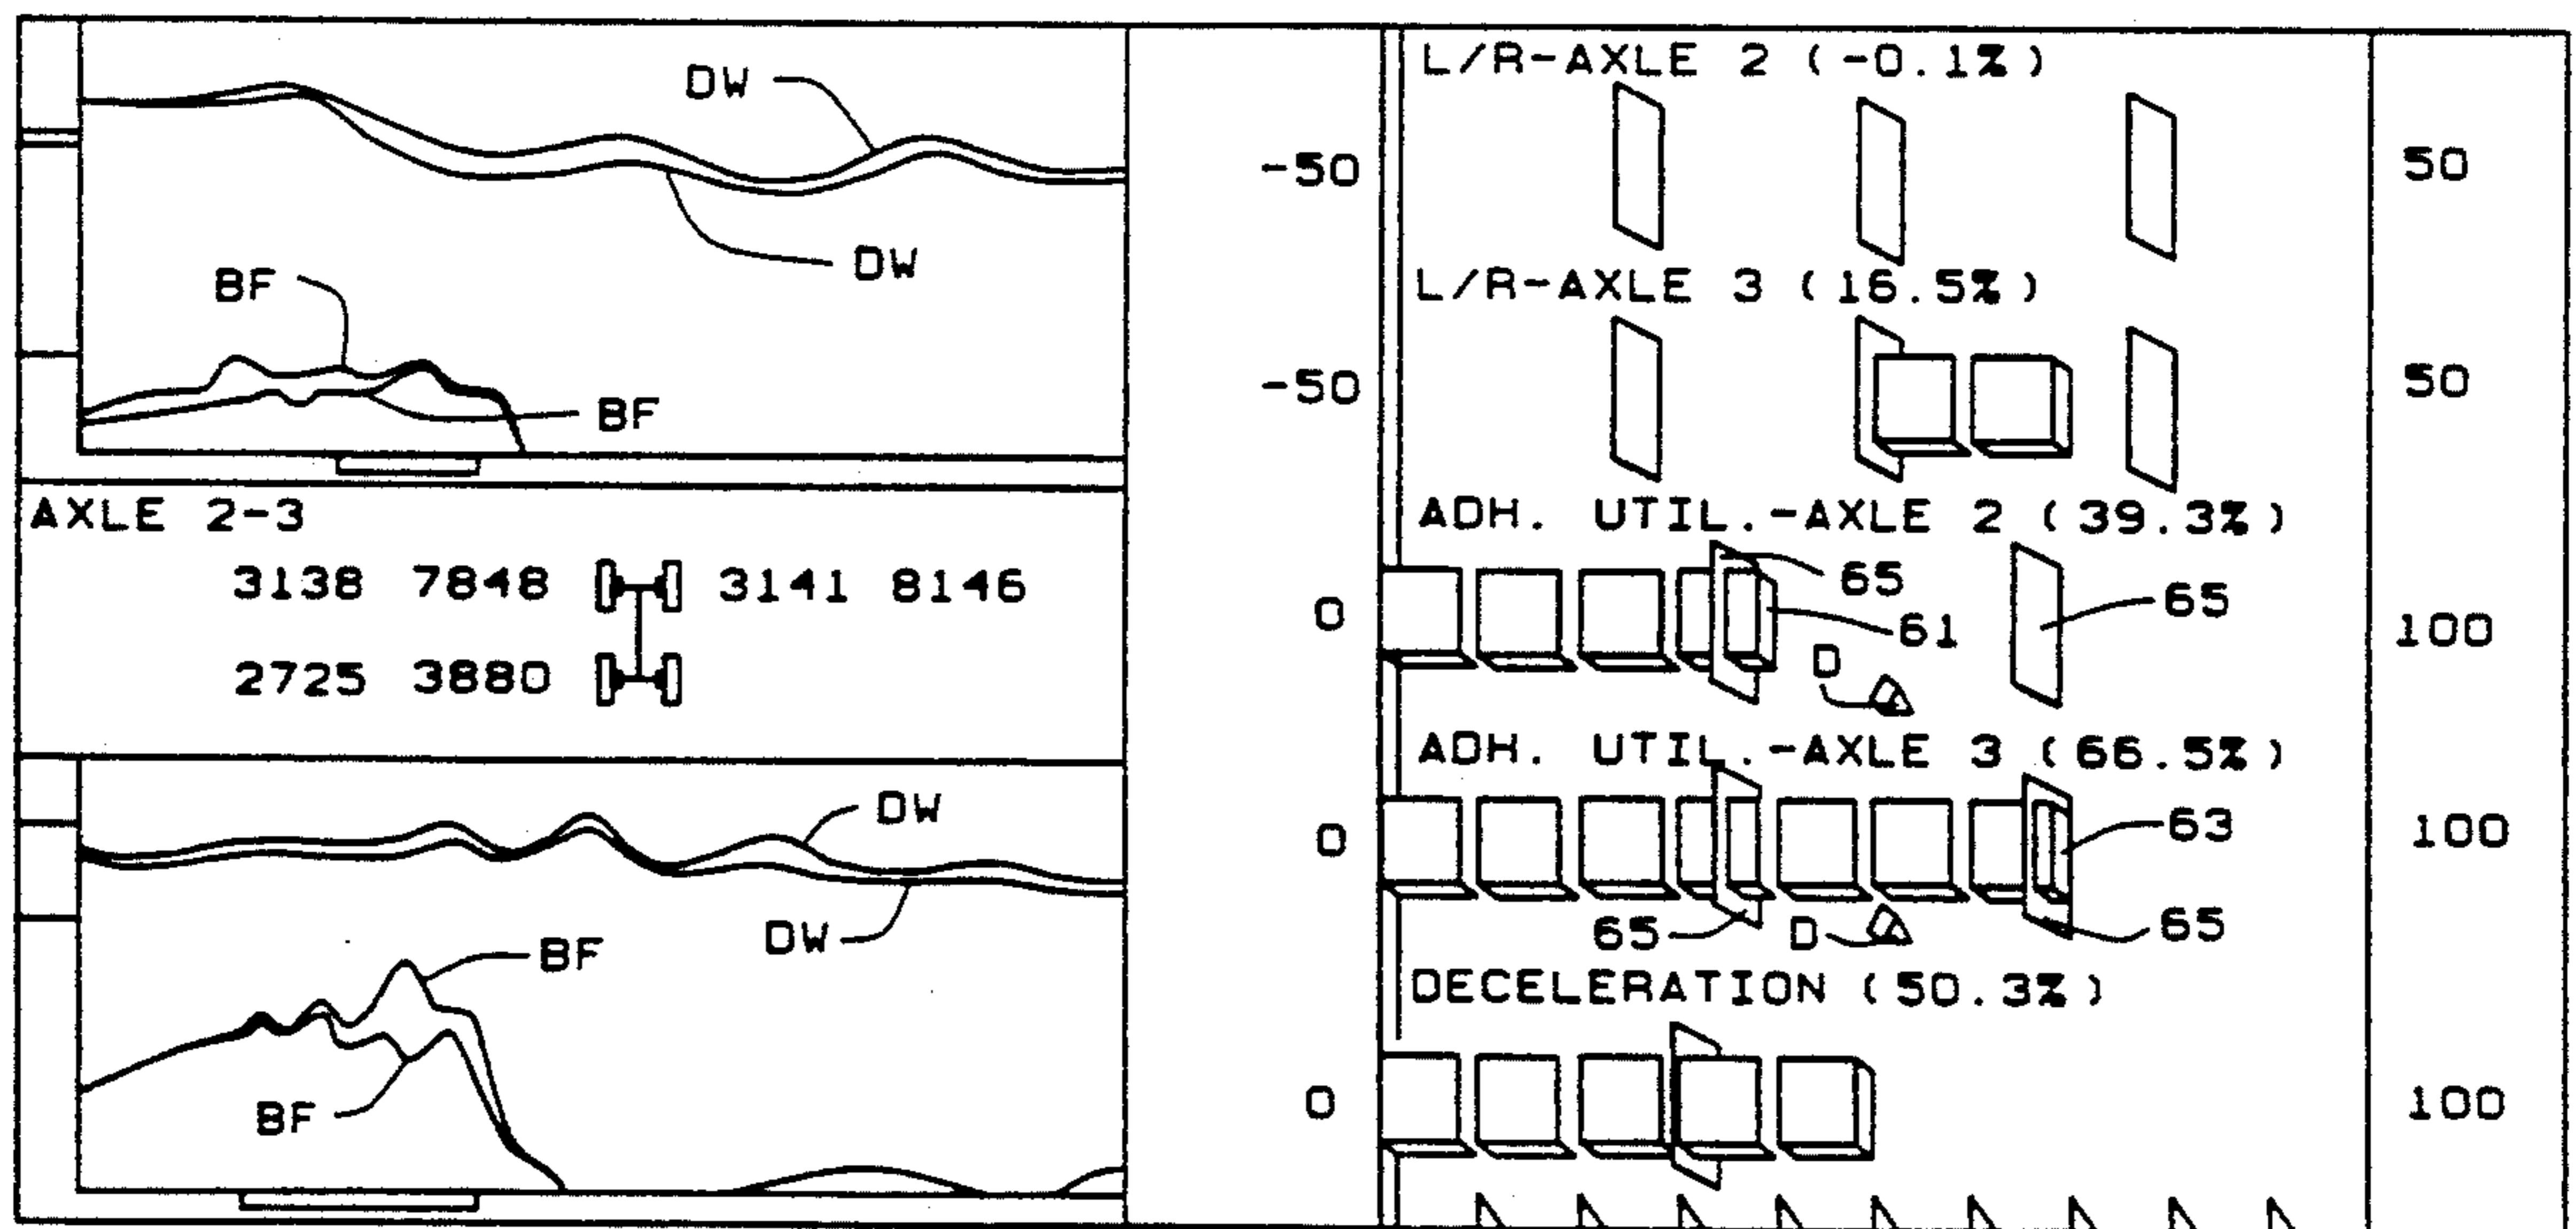 DW
DW
BF
BF
AXLE 2-3
3138 7848 3141 8146
2725 3880
DW
DW
BF
BF
L/R-AXLE 2 (-0.1%)
-50 50
L/R-AXLE 3 (16.5%)
-50 50
ADH. UTIL.-AXLE 2 (39.3%)
65
65
61
0 100
D
ADH. UTIL.-AXLE 3 (66.5%)
63
0 100
65 D 65
DECELERATION (50.3%)
0 100